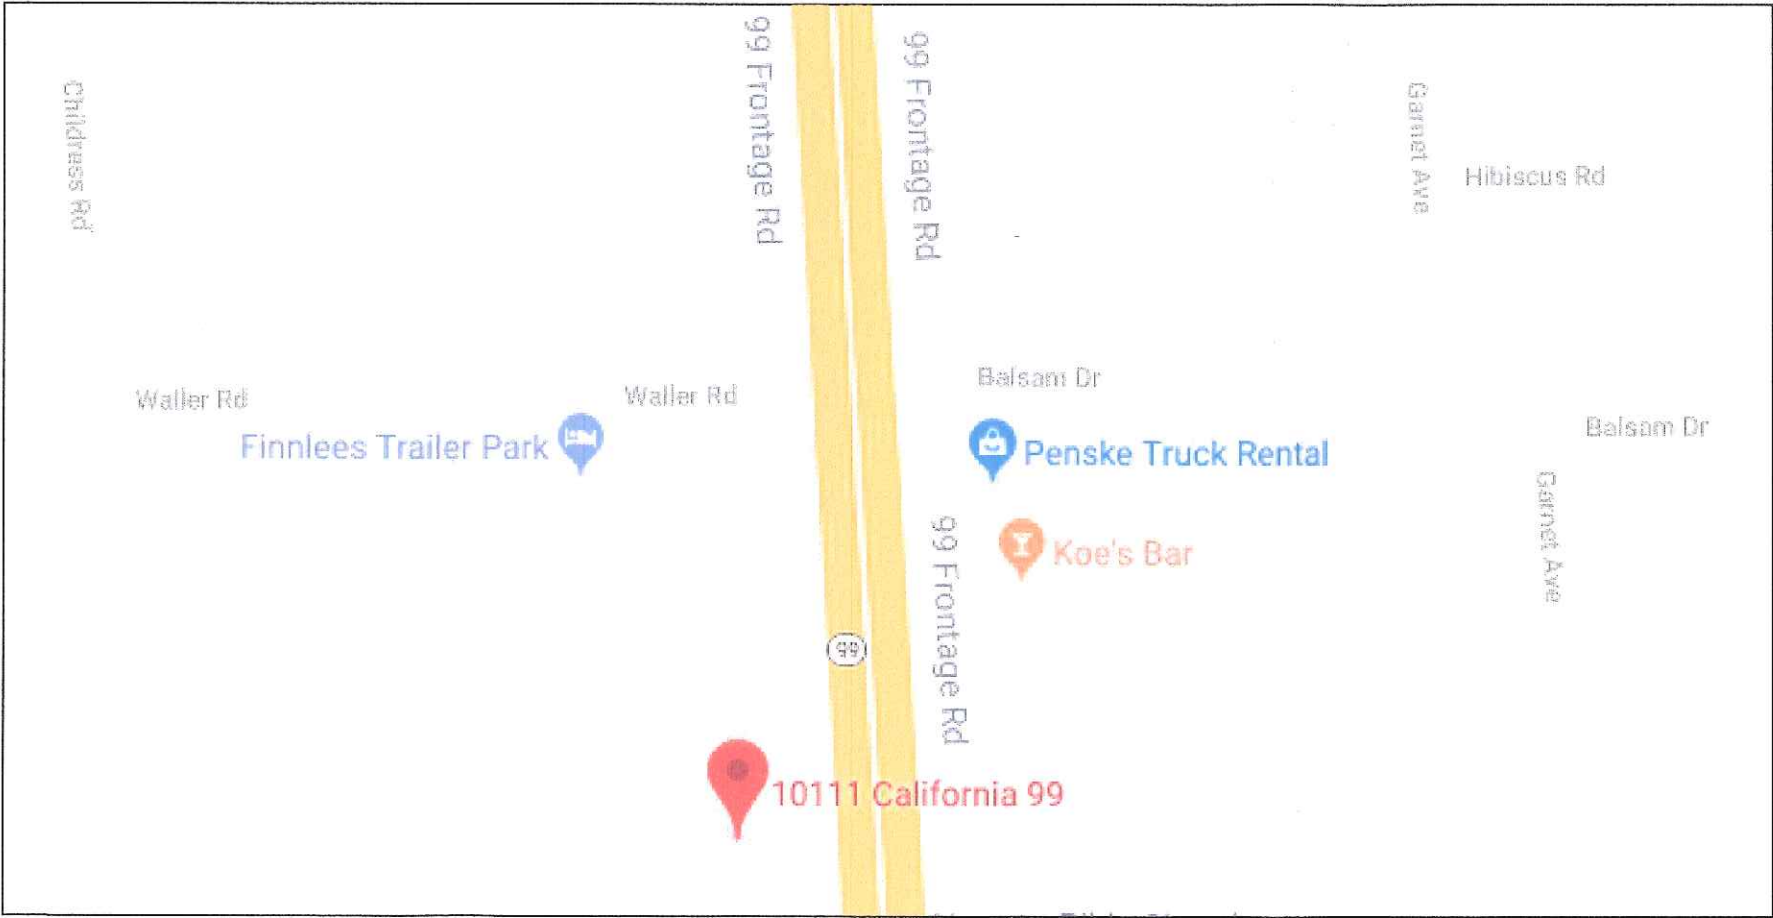 99 Frontage Rd
99 Frontage Rd
Childress Rd
Garnet Ave
Hibiscus Rd
Balsam Dr
Waller Rd
Waller Rd
Balsam Dr
Finnlees Trailer Park
Penske Truck Rental
Garnet Ave
99 Frontage Rd
Koe's Bar
99
10111 California 99